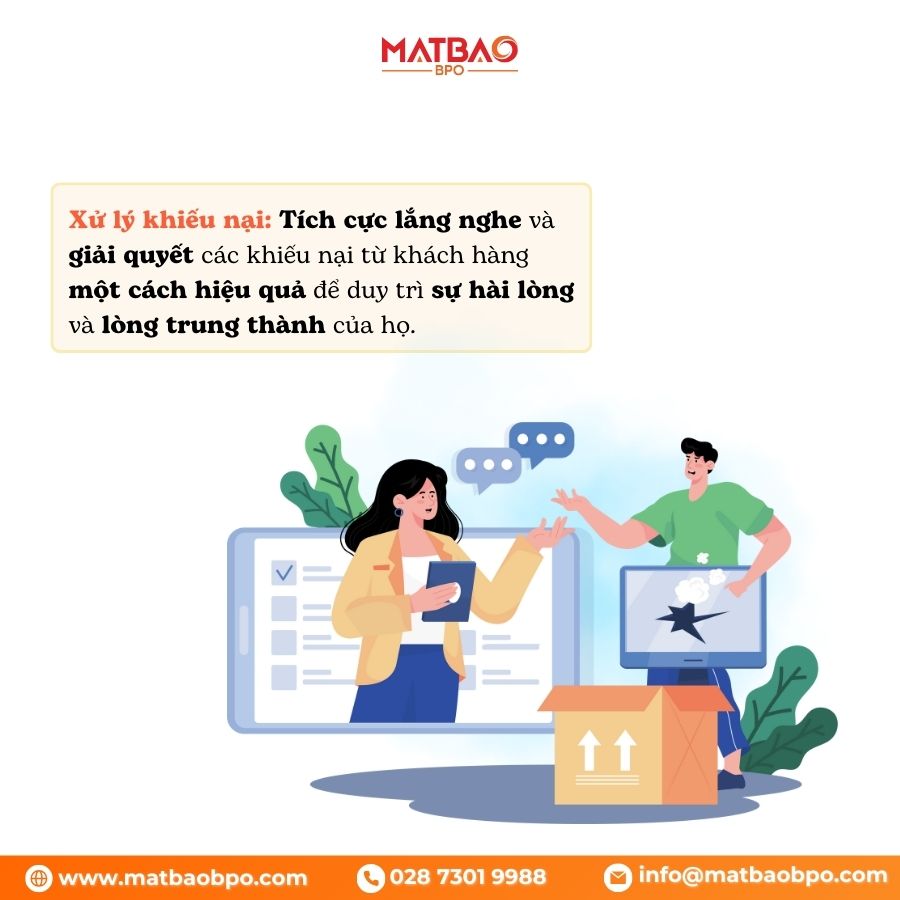 MATBAO
BPO
Xử lý khiếu nại: Tích cực lắng nghe và
giải quyết các khiếu nại từ khách hàng
một cách hiệu quả để duy trì sự hài lòng
và lòng trung thành của họ.
www.matbaobpo.com 028 7301 9988 info@matbaobpo.com